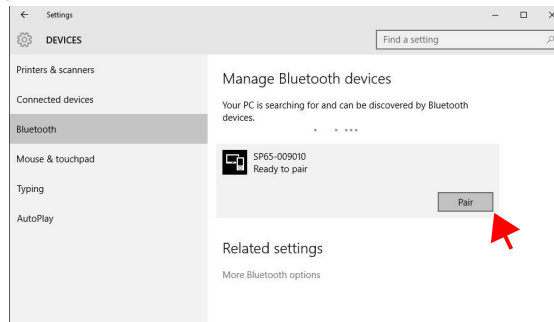 Settings
DEVICES
Find a setting
Printers & scanners
Connected devices
Bluetooth
Mouse & touchpad
Typing
AutoPlay
Manage Bluetooth devices
Your PC is searching for and can be discovered by Bluetooth
devices.
SP65-009010
Ready to pair
Pair
Related settings
More Bluetooth options